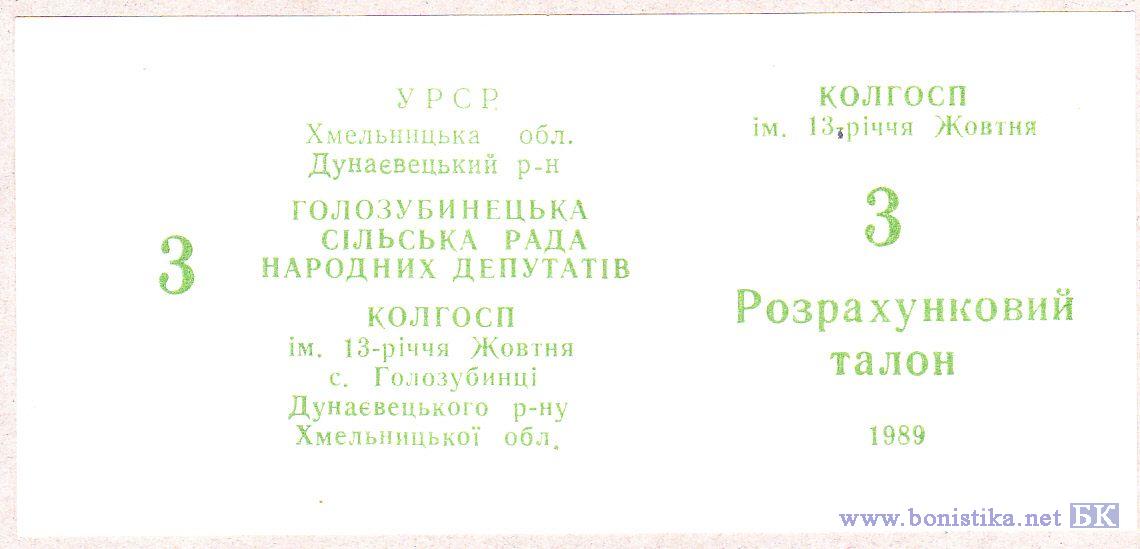 УРСР.
Хмельницька обл.
Дунаєвецький р-н
ГОЛОЗУБИНЕЦЬКА
СІЛЬСЬКА РАДА
НАРОДНИХ ДЕПУТАТІВ
3
КОЛГОСП
ім. 13-річчя Жовтня
с. Голозубинці
Дунаєвецького р-ну
Хмельницької обл.
КОЛГОСП
ім. 13-річчя Жовтня
3
Розрахунковий
талон
1989
www.bonistika.net БК